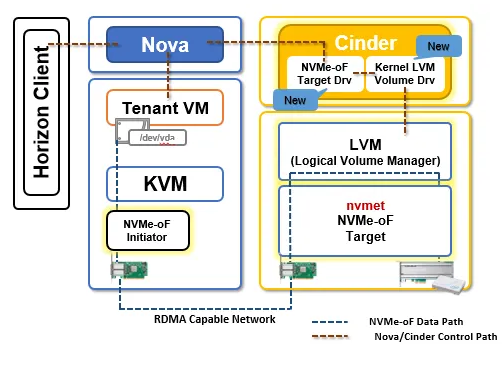 Horizon Client
Nova
Cinder
New
NVMe-oF
Target Drv
Kernel LVM
Volume Drv
New
Tenant VM
/dev/vda
KVM
NVMe-oF
Initiator
LVM
(Logical Volume Manager)
nvmet
NVMe-oF
Target
RDMA Capable Network
NVMe-oF Data Path
Nova/Cinder Control Path